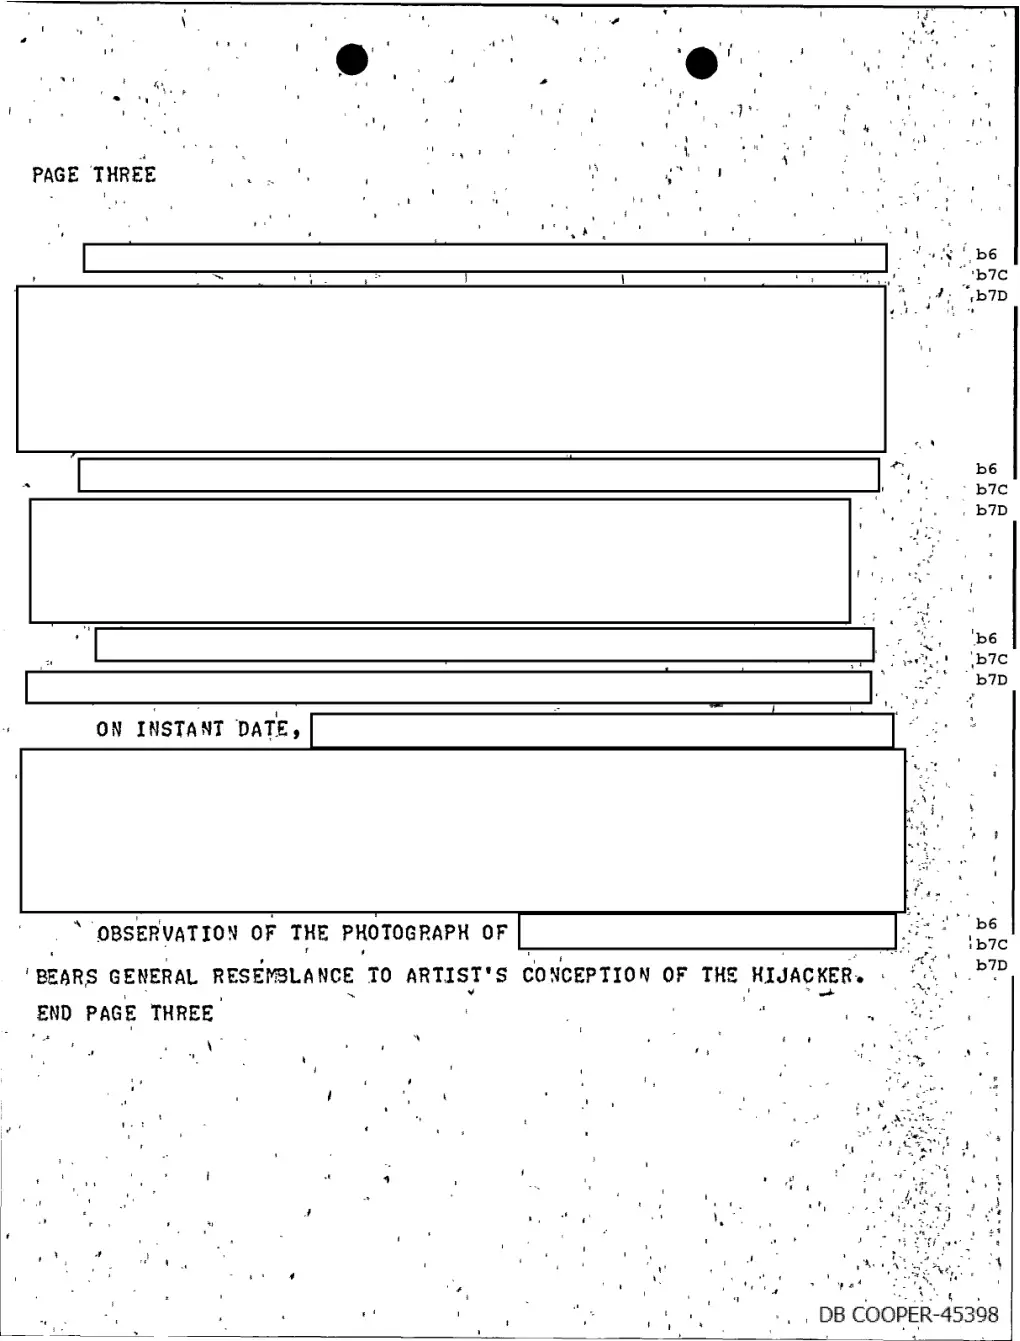 PAGE THREE
b6
b7C
b7D
b6
b7C
b7D
b6
b7C
b7D
ON INSTANT DATE,
OBSERVATION OF THE PHOTOGRAPH OF
b6
b7C
BEARS GENERAL RESEMBLANCE TO ARTIST'S CONCEPTION OF THE HIJACKER.
b7D
END PAGE THREE
DB COOPER-45398